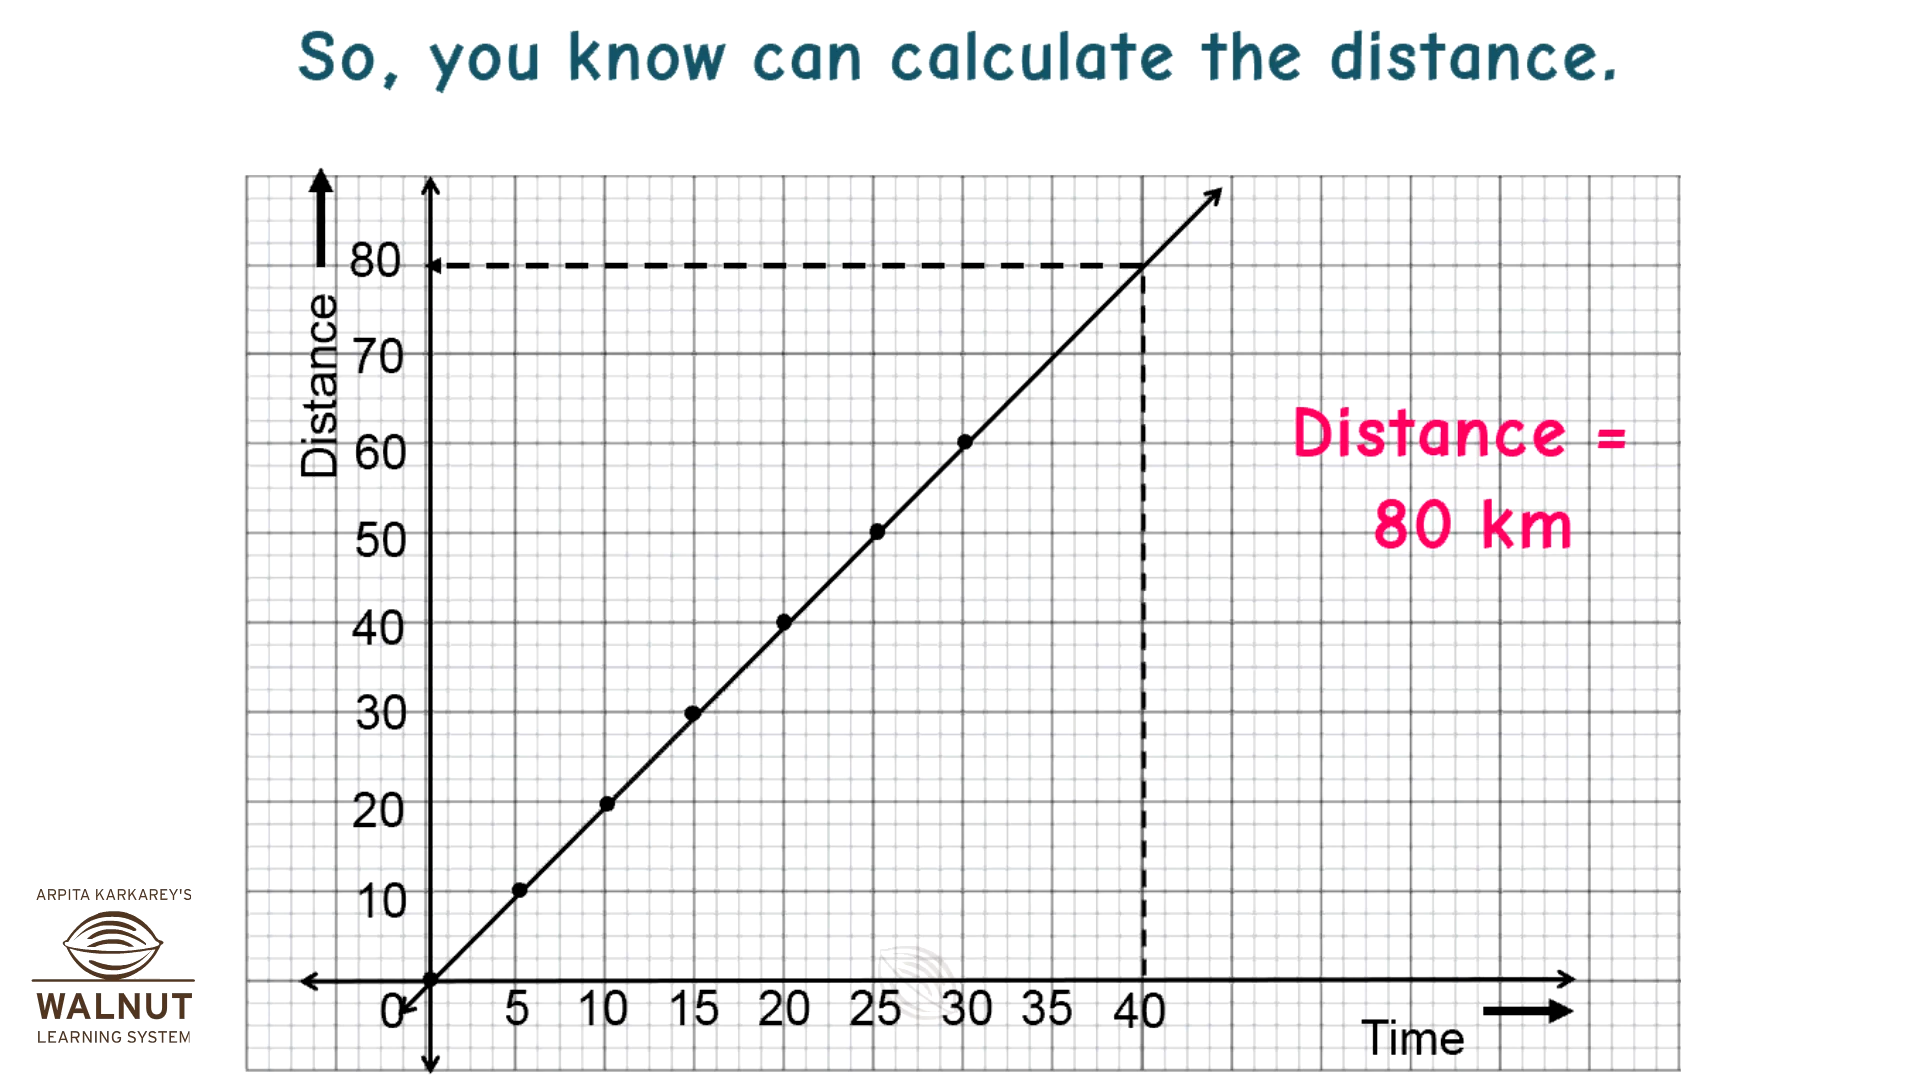 So, you know can calculate the distance.
Distance
80
70
60
50
40
30
20
10
0 5 10 15 20 25 30 35 40
Time
Distance =
80 km
ARPITA KARKAREY'S
WALNUT
LEARNING SYSTEM